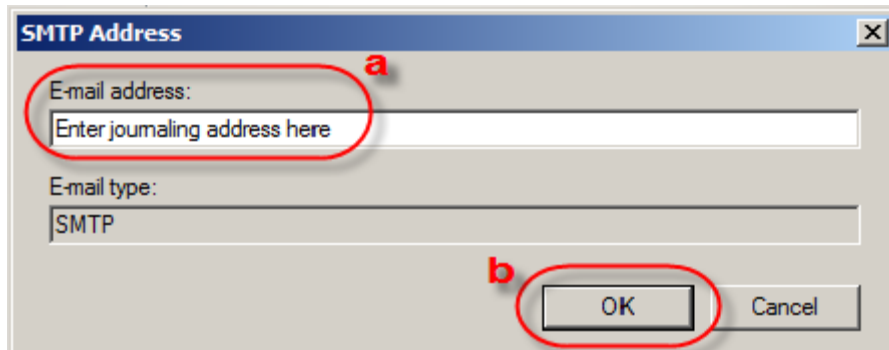 SMTP Address
a
E-mail address:
Enter journaling address here
E-mail type:
SMTP
b
OK Cancel